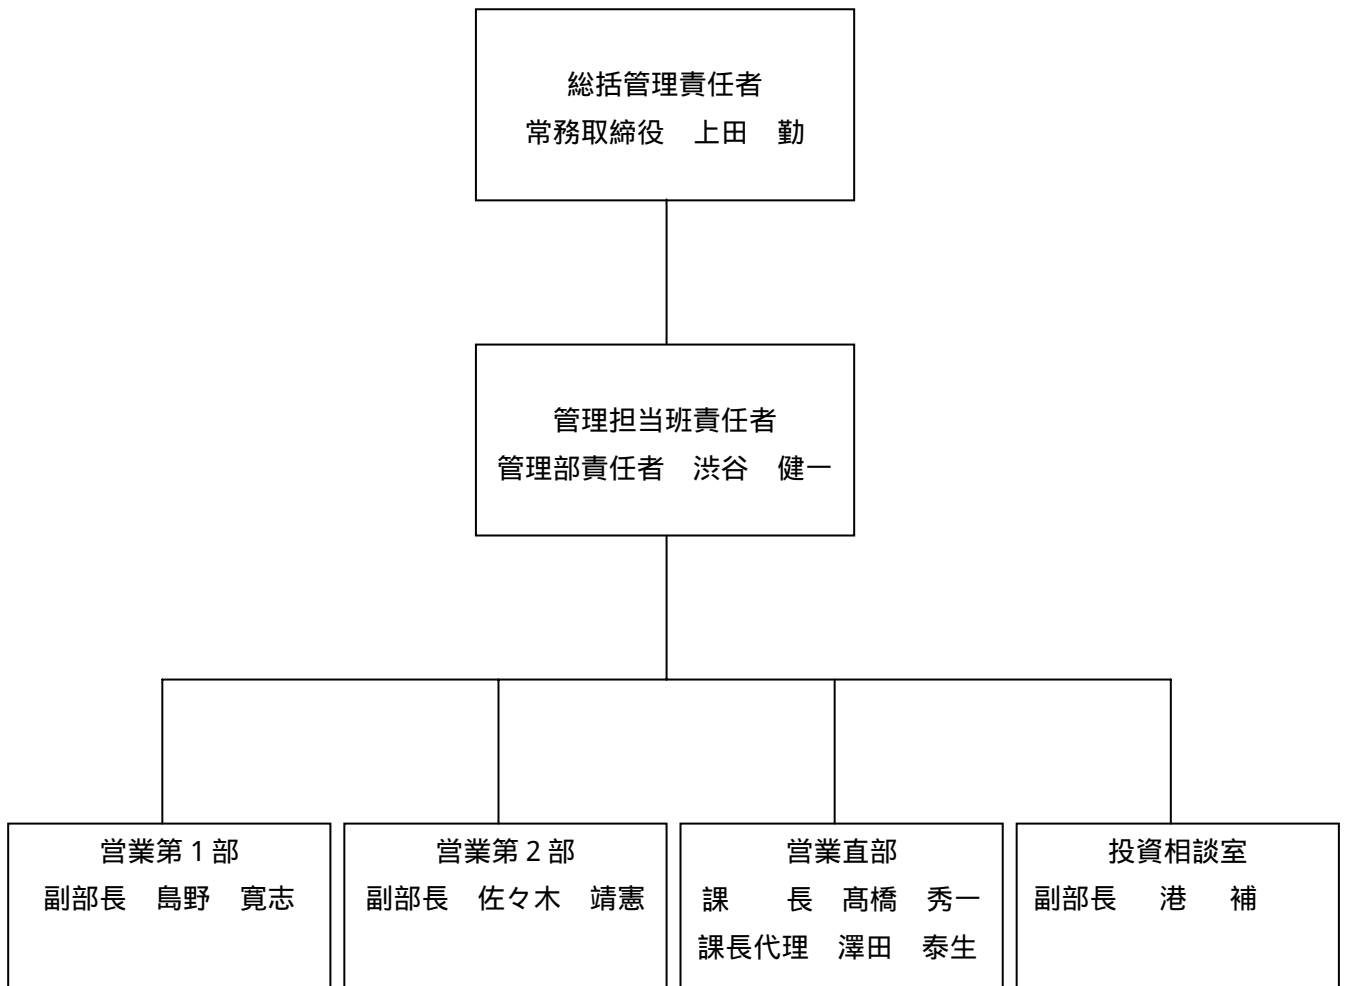 総括管理責任者
常務取締役　上田　勤
管理担当班責任者
管理部責任者　渋谷　健一
営業第１部
副部長　島野　寛志
営業第２部
副部長　佐々木　靖憲
営業直部
課　　長　髙橋　秀一
課長代理　澤田　泰生
投資相談室
副部長　港　補